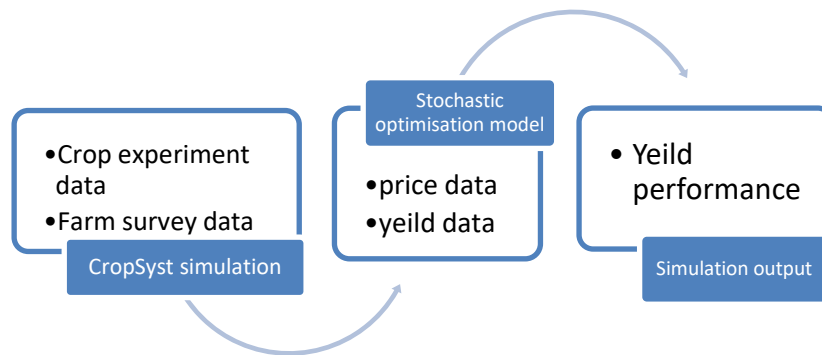 •Crop experiment
data
•Farm survey data
CropSyst simulation
Stochastic
optimisation model
•price data
•yeild data
• Yeild
performance
Simulation output